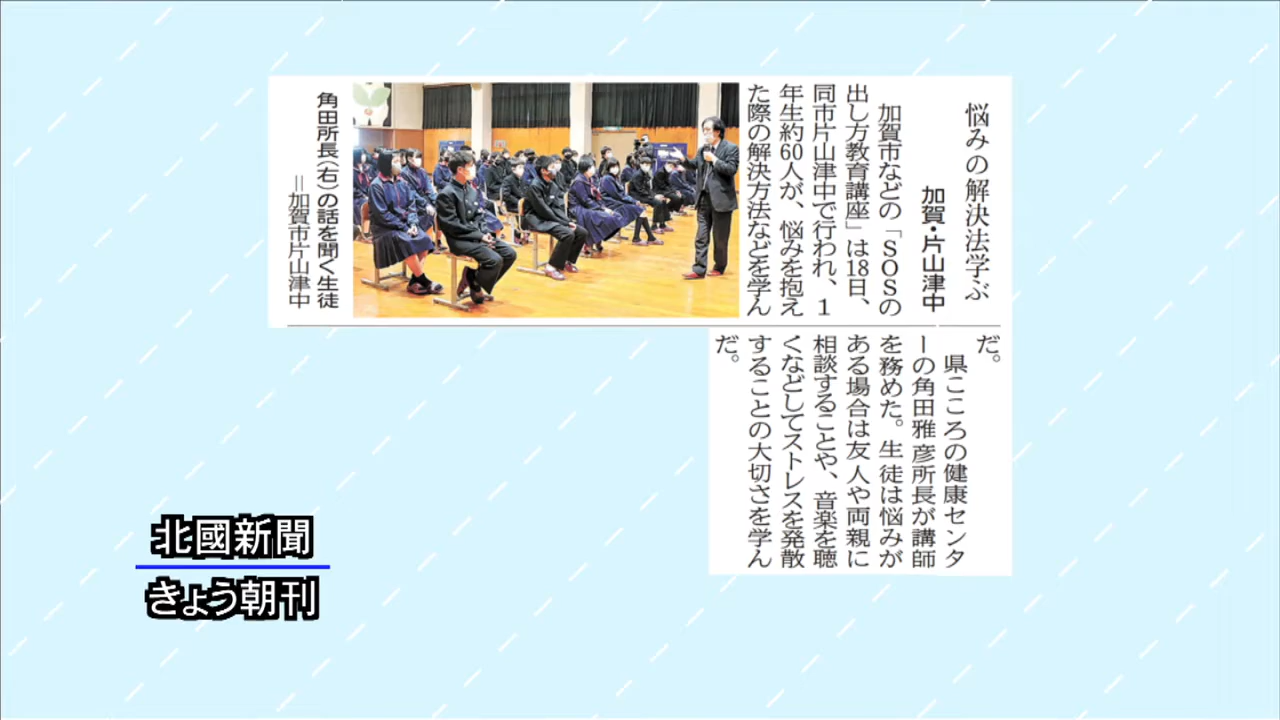 悩みの解決法学ぶ
加賀・片山津中
加賀市などの「SOSの
出し方教育講座」は18日、
同市片山津中で行われ、1
年生約60人が、悩みを抱え
た際の解決方法などを学ん
だ。
県こころの健康センタ
ーの角田雅彦所長が講師
を務めた。生徒は悩みが
ある場合は友人や両親に
相談することや、音楽を聴
くなどしてストレスを発散
することの大切さを学ん
だ。
角田所長(右)の話を聞く生徒
=加賀市片山津中
北國新聞
きょう朝刊